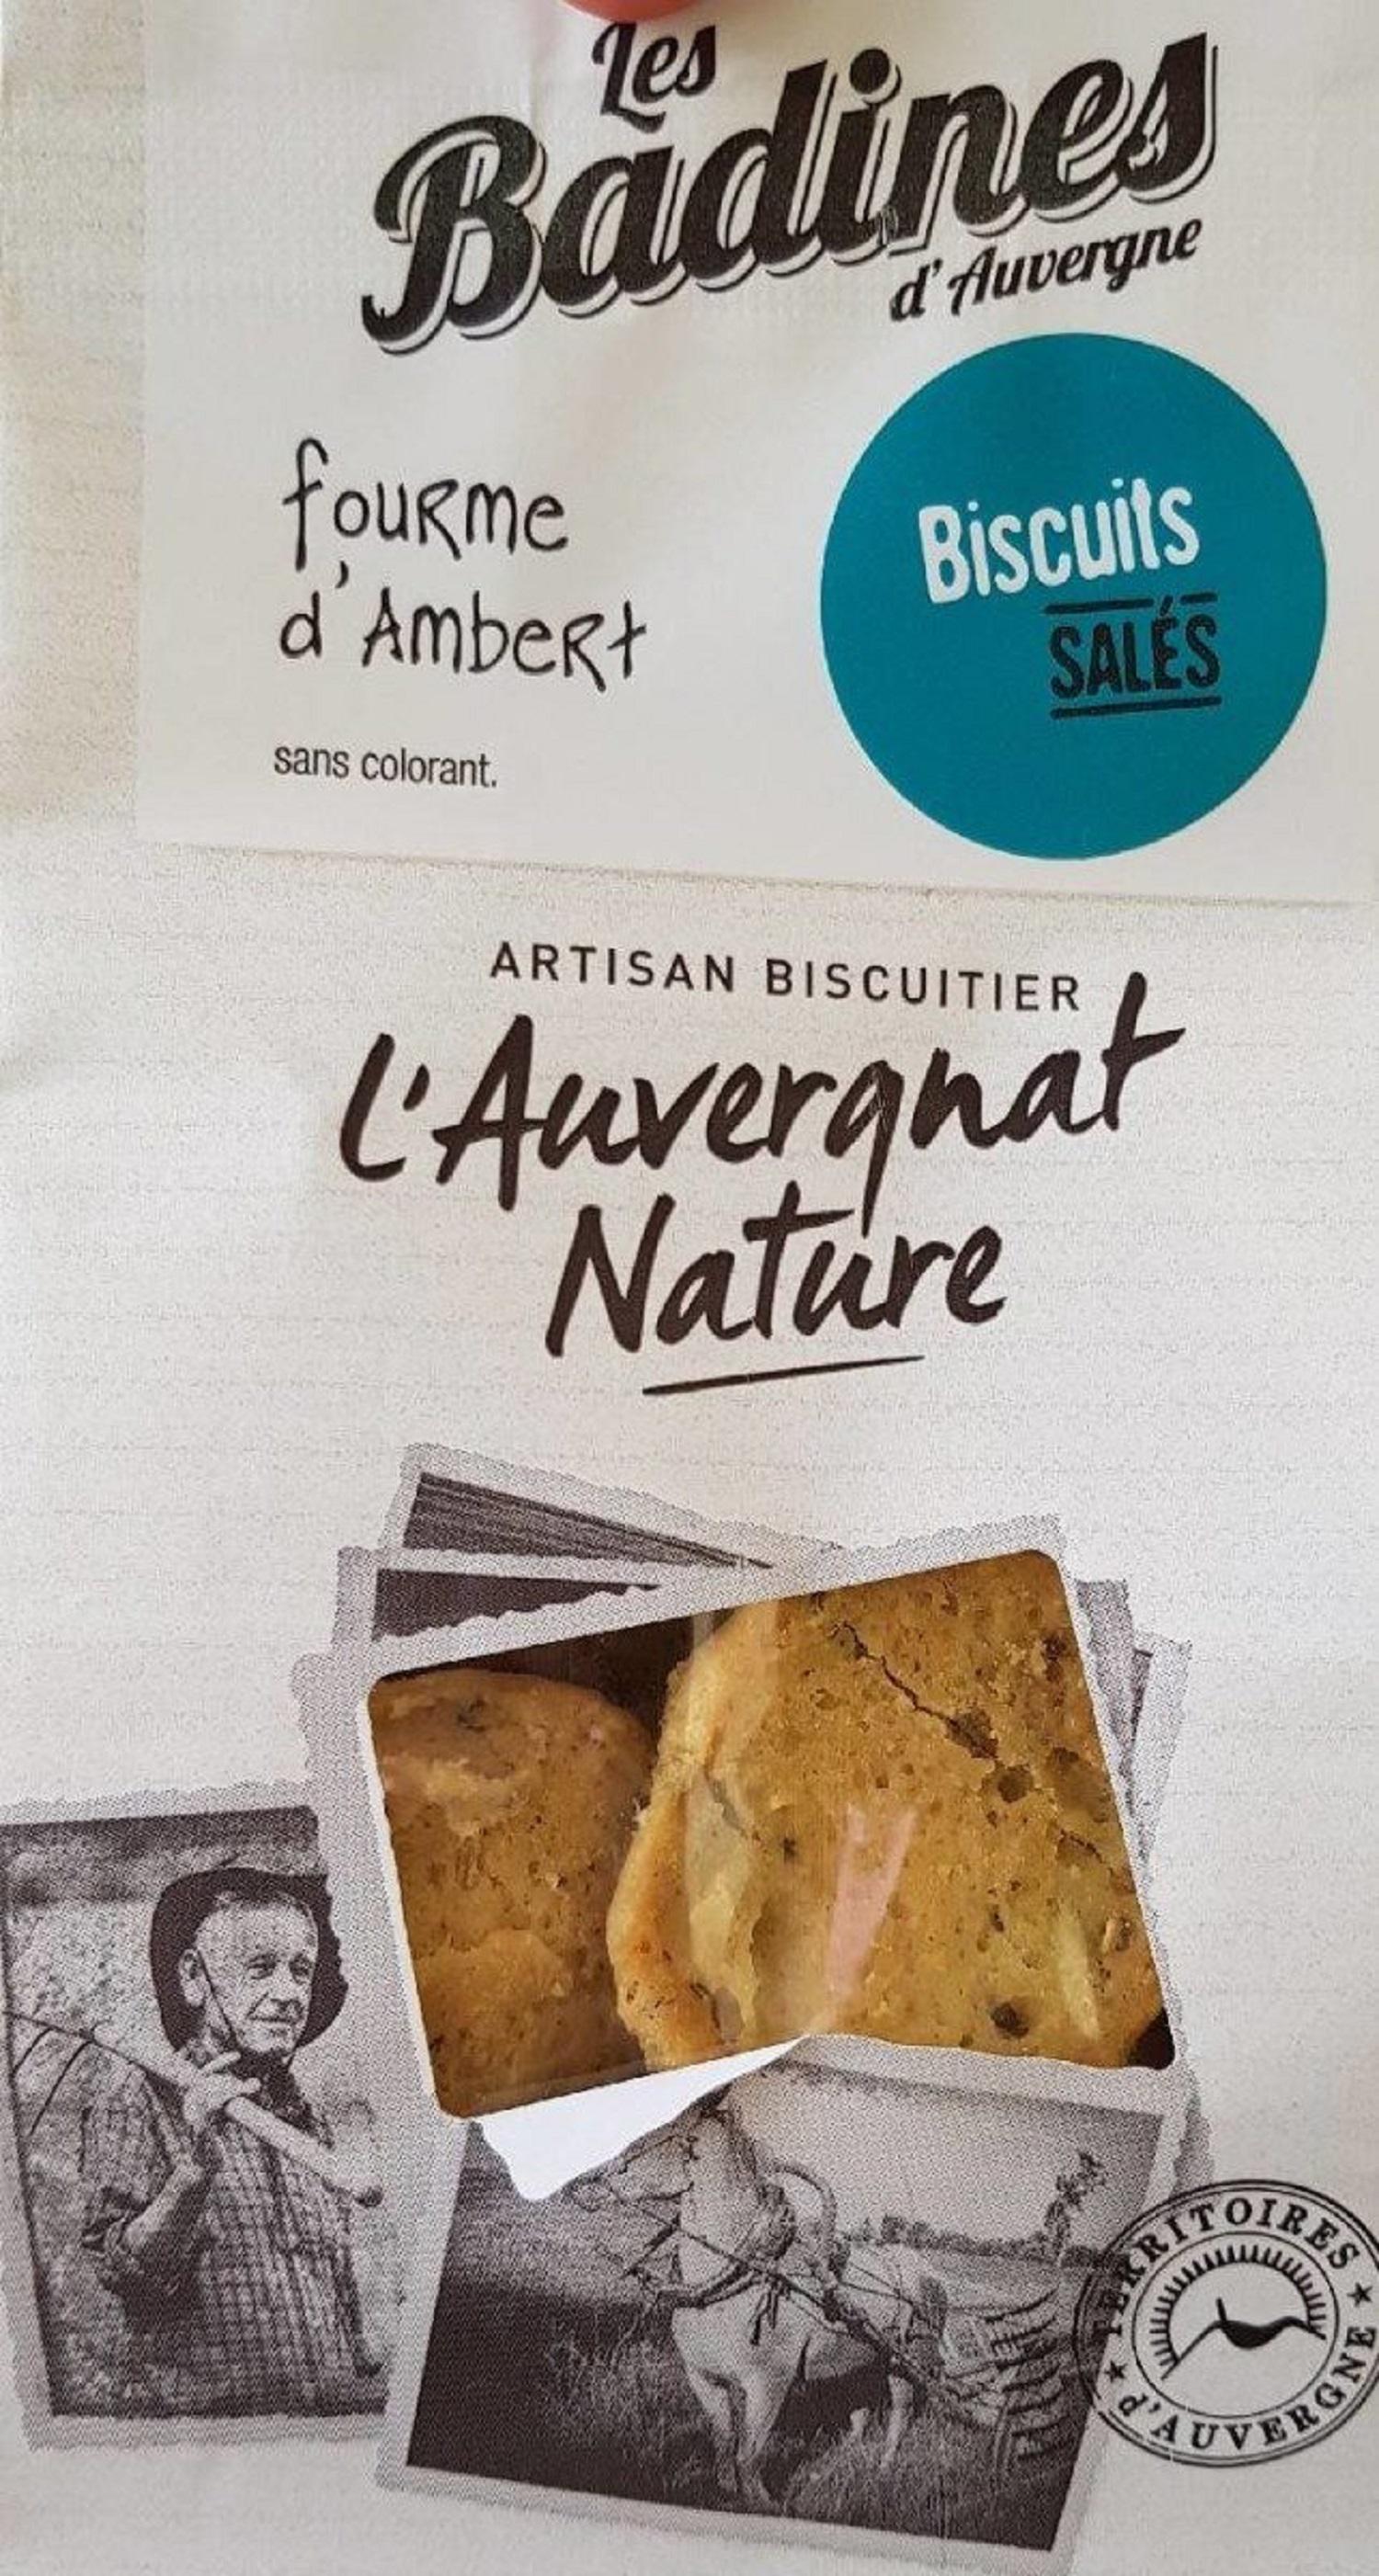 Les
Badines
d'Auvergne
fourme
d'Ambert
Biscuits
SALÉS
sans colorant.
ARTISAN BISCUITIER
L'Auvergnat
Nature
TERRITOIRES
d'AUVERGNE